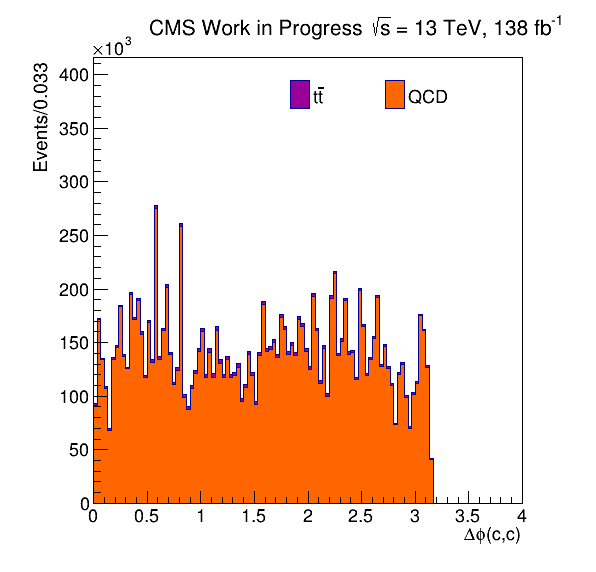 CMS Work in Progress √s = 13 TeV, 138 fb⁻¹
×10³
Events/0.033
400
350
300
250
200
150
100
50
0
tt̄
QCD
0 0.5 1 1.5 2 2.5 3 3.5 4
Δϕ(c,c)